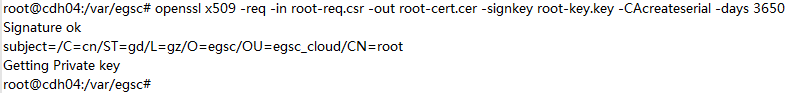 root@cdh04:/var/egsc# openssl x509 -req -in root-req.csr -out root-cert.cer -signkey root-key.key -CAcreateserial -days 3650
Signature ok
subject=/C=cn/ST=gd/L=gz/O=egsc/OU=egsc_cloud/CN=root
Getting Private key
root@cdh04:/var/egsc#